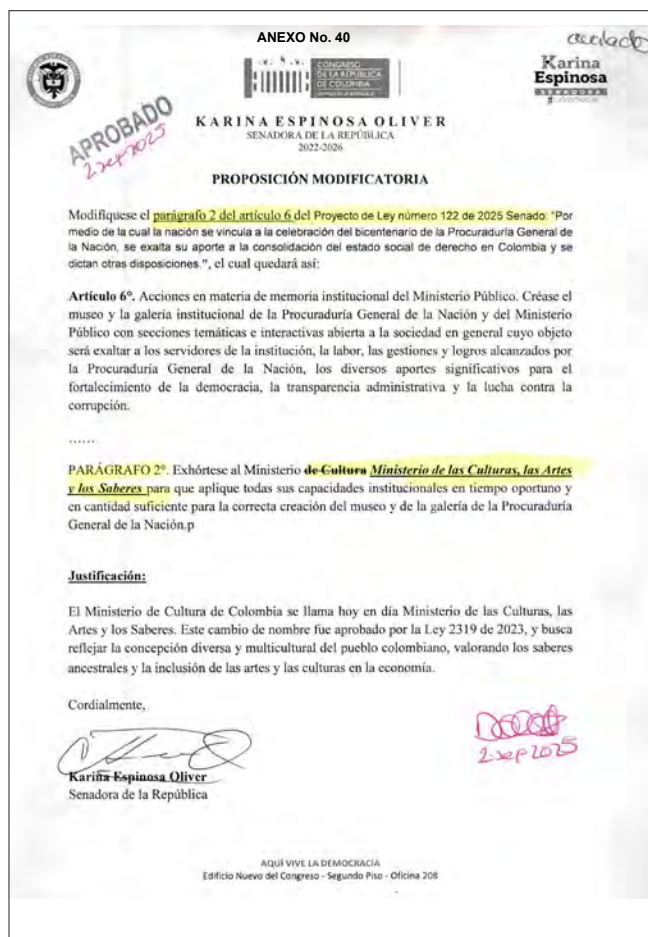 ANEXO No. 40
CONGRESO
DE LA REPÚBLICA
DE COLOMBIA
Karina
Espinosa
SENADORA
APROBADO
2 sep 2025
KARINA ESPINOSA OLIVER
SENADORA DE LA REPÚBLICA
2022-2026
PROPOSICIÓN MODIFICATORIA
Modifíquese el parágrafo 2 del artículo 6 del Proyecto de Ley número 122 de 2025 Senado: "Por
medio de la cual la nación se vincula a la celebración del bicentenario de la Procuraduría General de
la Nación, se exalta su aporte a la consolidación del estado social de derecho en Colombia y se
dictan otras disposiciones.", el cual quedará así:
Artículo 6°. Acciones en materia de memoria institucional del Ministerio Público. Créase el
museo y la galería institucional de la Procuraduría General de la Nación y del Ministerio
Público con secciones temáticas e interactivas abierta a la sociedad en general cuyo objeto
será exaltar a los servidores de la institución, la labor, las gestiones y logros alcanzados por
la Procuraduría General de la Nación, los diversos aportes significativos para el
fortalecimiento de la democracia, la transparencia administrativa y la lucha contra la
corrupción.
......
PARÁGRAFO 2°. Exhórtese al Ministerio de Cultura Ministerio de las Culturas, las Artes
y los Saberes para que aplique todas sus capacidades institucionales en tiempo oportuno y
en cantidad suficiente para la correcta creación del museo y de la galería de la Procuraduría
General de la Nación.p
Justificación:
El Ministerio de Cultura de Colombia se llama hoy en día Ministerio de las Culturas, las
Artes y los Saberes. Este cambio de nombre fue aprobado por la Ley 2319 de 2023, y busca
reflejar la concepción diversa y multicultural del pueblo colombiano, valorando los saberes
ancestrales y la inclusión de las artes y las culturas en la economía.
Cordialmente,
2 sep 2025
Karina Espinosa Oliver
Senadora de la República
AQUÍ VIVE LA DEMOCRACIA
Edificio Nuevo del Congreso - Segundo Piso - Oficina 208